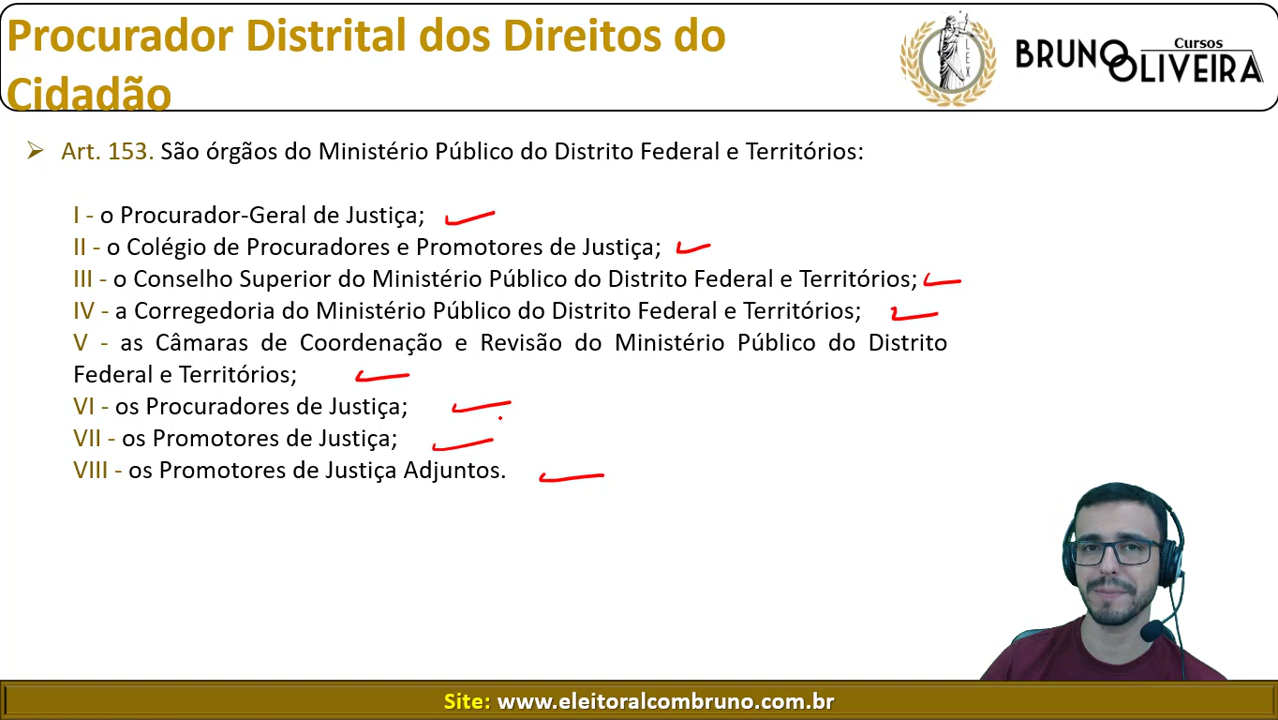 Procurador Distrital dos Direitos do
Cidadão
LEX
Cursos
BRUNO
OLIVEIRA
Art. 153. São órgãos do Ministério Público do Distrito Federal e Territórios:
I - o Procurador-Geral de Justiça;
II - o Colégio de Procuradores e Promotores de Justiça;
III - o Conselho Superior do Ministério Público do Distrito Federal e Territórios;
IV - a Corregedoria do Ministério Público do Distrito Federal e Territórios;
V - as Câmaras de Coordenação e Revisão do Ministério Público do Distrito
Federal e Territórios;
VI - os Procuradores de Justiça;
VII - os Promotores de Justiça;
VIII - os Promotores de Justiça Adjuntos.
Site: www.eleitoralcombruno.com.br